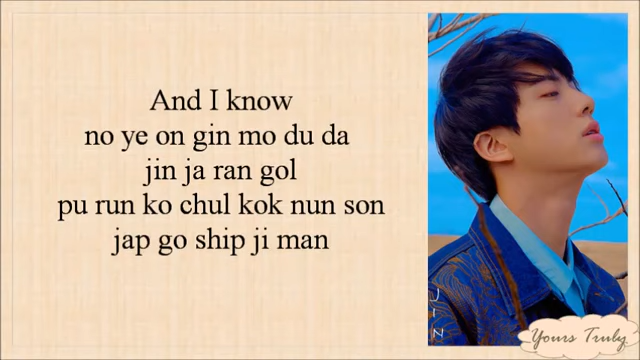 And I know
no ye on gin mo du da
jin ja ran gol
pu run ko chul kok nun son
jap go ship ji man
JIN
Yours Truly